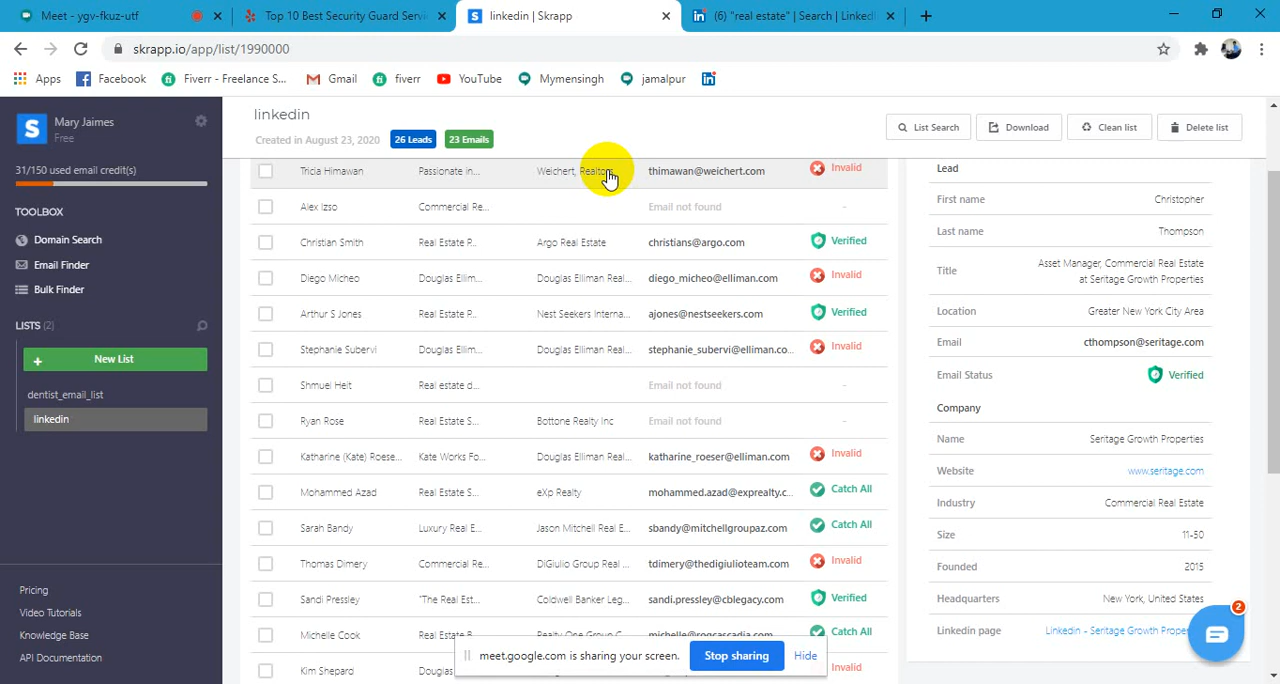 Meet - ygv-fkuz-utf
Top 10 Best Security Guard Servi
linkedin | Skrapp
(6) "real estate" | Search | LinkedI
skrapp.io/app/list/1990000
Apps
Facebook
Fiverr - Freelance S...
Gmail
fiverr
YouTube
Mymensingh
jamalpur
Mary Jaimes
Free
31/150 used email credit(s)
TOOLBOX
Domain Search
Email Finder
Bulk Finder
LISTS (2)
+ New List
dentist_email_list
linkedin
Pricing
Video Tutorials
Knowledge Base
API Documentation
linkedin
Created in August 23, 2020 26 Leads 23 Emails
List Search
Download
Clean list
Delete list
Tricia Himawan Passionate in... Weichert, Realtors thimawan@weichert.com Invalid
Alex Izso Commercial Re... Email not found -
Christian Smith Real Estate P... Argo Real Estate christians@argo.com Verified
Diego Micheo Douglas Ellim... Douglas Elliman Real... diego_micheo@elliman.com Invalid
Arthur S Jones Real Estate P... Nest Seekers Interna... ajones@nestseekers.com Verified
Stephanie Subervi Douglas Ellim... Douglas Elliman Real... stephanie_subervi@elliman.co... Invalid
Shmuel Heit Real estate d... Email not found -
Ryan Rose Real Estate S... Bottone Realty Inc Email not found -
Katharine (Kate) Roese... Kate Works Fo... Douglas Elliman Real... katharine_roeser@elliman.com Invalid
Mohammed Azad Real Estate S... eXp Realty mohammed.azad@exprealty.c... Catch All
Sarah Bandy Luxury Real E... Jason Mitchell Real E... sbandy@mitchellgroupaz.com Catch All
Thomas Dimery Commercial Re... DiGiulio Group Real ... tdimery@thedigiulioteam.com Invalid
Sandi Pressley "The Real Est... Coldwell Banker Leg... sandi.pressley@cblegacy.com Verified
Michelle Cook Real Estate B... Realty One Group C... michelle@rogcascadia.com Catch All
Kim Shepard Douglas Invalid
Lead
First name Christopher
Last name Thompson
Title Asset Manager, Commercial Real Estate
at Seritage Growth Properties
Location Greater New York City Area
Email cthompson@seritage.com
Email Status Verified
Company
Name Seritage Growth Properties
Website www.seritage.com
Industry Commercial Real Estate
Size 11-50
Founded 2015
Headquarters New York, United States
Linkedin page Linkedin - Seritage Growth Prope
2
meet.google.com is sharing your screen. Stop sharing Hide